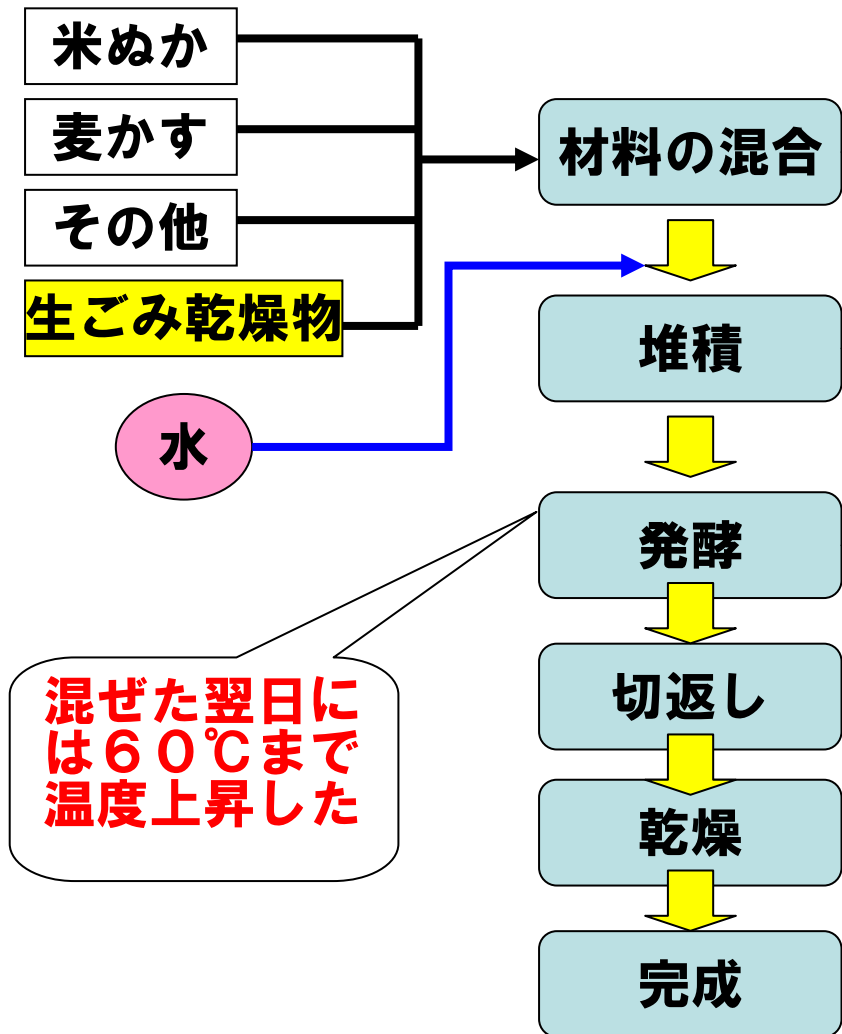 米ぬか
麦かす
その他
生ごみ乾燥物
水
材料の混合
堆積
発酵
切返し
乾燥
完成
混ぜた翌日に
は６０℃まで
温度上昇した